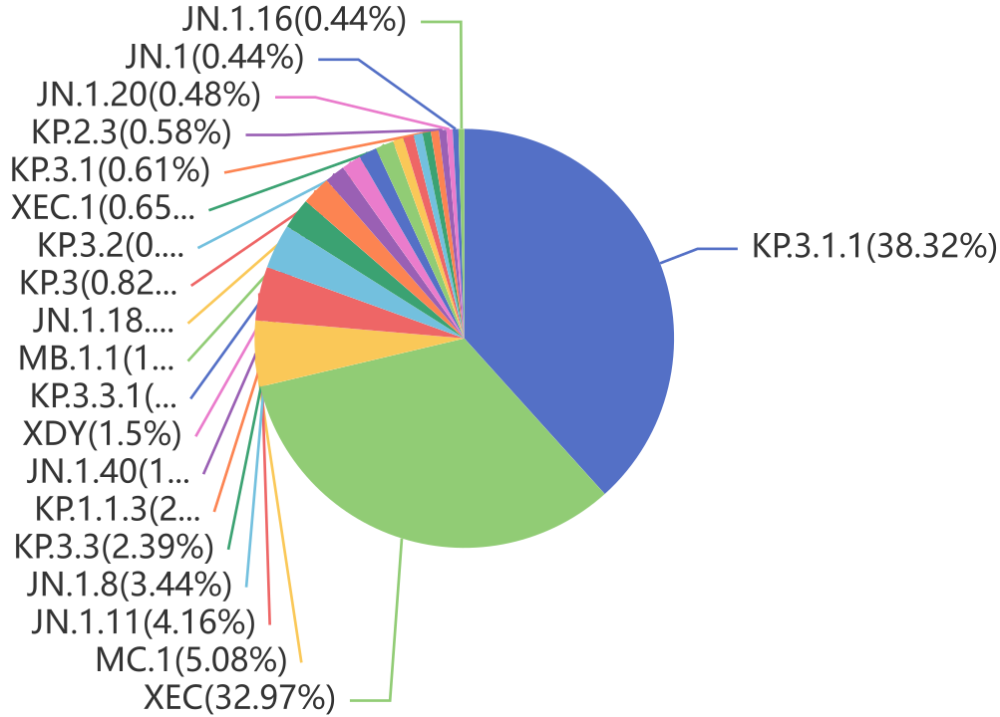 JN.1.16(0.44%)
JN.1(0.44%)
JN.1.20(0.48%)
KP.2.3(0.58%)
KP.3.1(0.61%)
XEC.1(0.65...
KP.3.2(0....
KP.3.1.1(38.32%)
KP.3(0.82...
JN.1.18....
MB.1.1(1...
KP.3.3.1(...
XDY(1.5%)
JN.1.40(1...
KP.1.1.3(2...
KP.3.3(2.39%)
JN.1.8(3.44%)
JN.1.11(4.16%)
MC.1(5.08%)
XEC(32.97%)